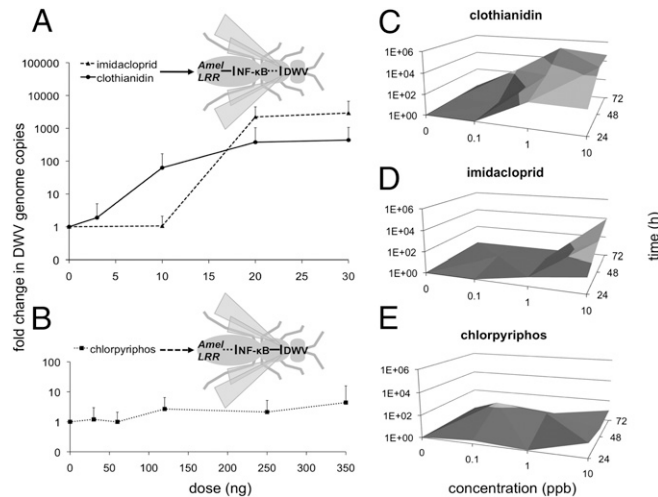 A
imidacloprid
clothianidin
Amel
LRR
NF-κB
DWV
100000
10000
1000
100
10
1
0
0 5 10 15 20 25 30
fold change in DWV genome copies
B
chlorpyriphos
Amel
LRR
NF-κB
DWV
100
10
1
0
0 50 100 150 200 250 300 350
dose (ng)
C
clothianidin
1E+06
1E+04
1E+02
1E+00
0 0.1 1 10
24
48
72
D
imidacloprid
1E+06
1E+04
1E+02
1E+00
0 0.1 1 10
24
48
72
time (h)
E
chlorpyriphos
1E+06
1E+04
1E+02
1E+00
0 0.1 1 10
24
48
72
concentration (ppb)